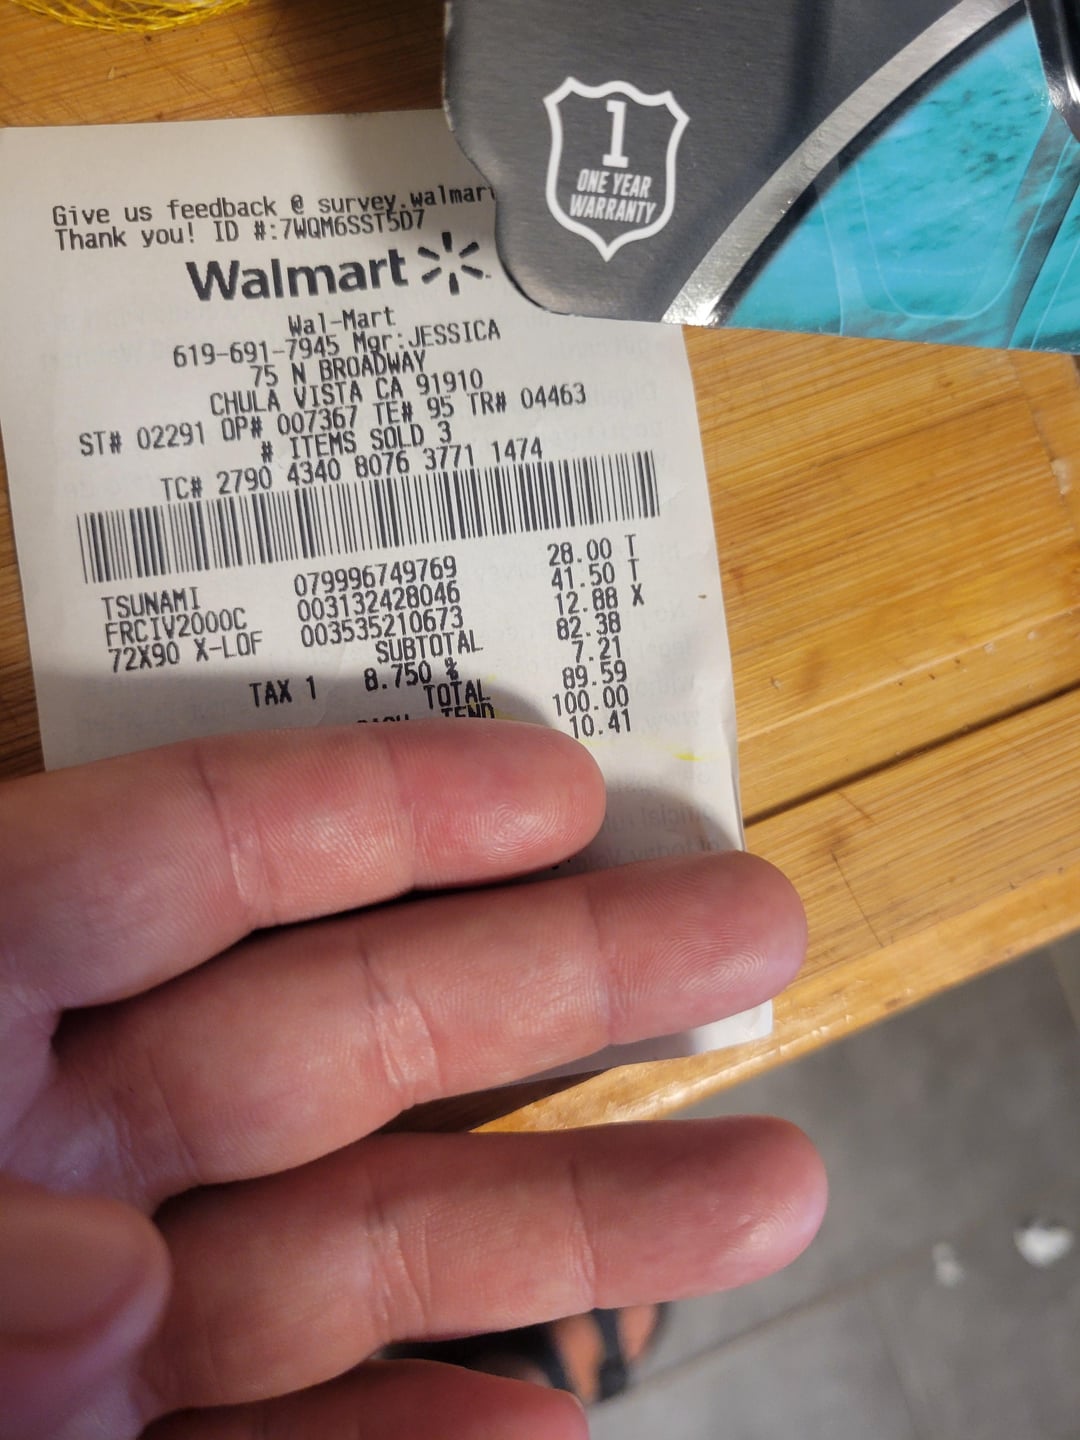 1
ONE YEAR
WARRANTY
Give us feedback @ survey.walmart
Thank you! ID #:7WQM6SST5D7
Walmart
Wal-Mart
619-691-7945 Mgr:JESSICA
75 N BROADWAY
CHULA VISTA CA 91910
ST# 02291 OP# 007367 TE# 95 TR# 04463
# ITEMS SOLD 3
TC# 2790 4340 8076 3771 1474
TSUNAMI 079996749769 28.00 T
FRCIV2000C 003132428046 41.50 T
72X90 X-LOF 003535210673 12.88 X
SUBTOTAL 82.38
TAX 1 8.750 % 7.21
TOTAL 89.59
CASH TEND 100.00
10.41